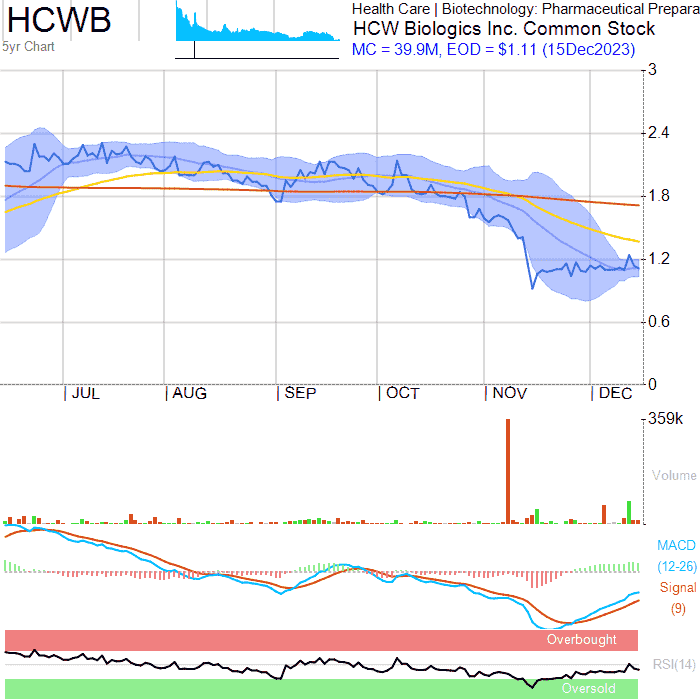 HCWB
5yr Chart
Health Care | Biotechnology: Pharmaceutical Prepara
HCW Biologics Inc. Common Stock
MC = 39.9M, EOD = $1.11 (15Dec2023)
3
2.4
1.8
1.2
0.6
0
JUL AUG SEP OCT NOV DEC
359k
Volume
MACD
(12-26)
Signal
(9)
Overbought
RSI(14)
Oversold